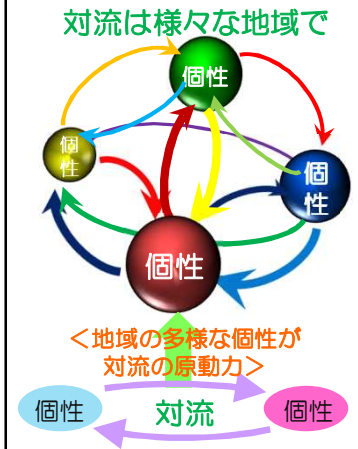 対流は様々な地域で
個性
個
性
個
性
個性
＜地域の多様な個性が
対流の原動力＞
個性
対流
個性